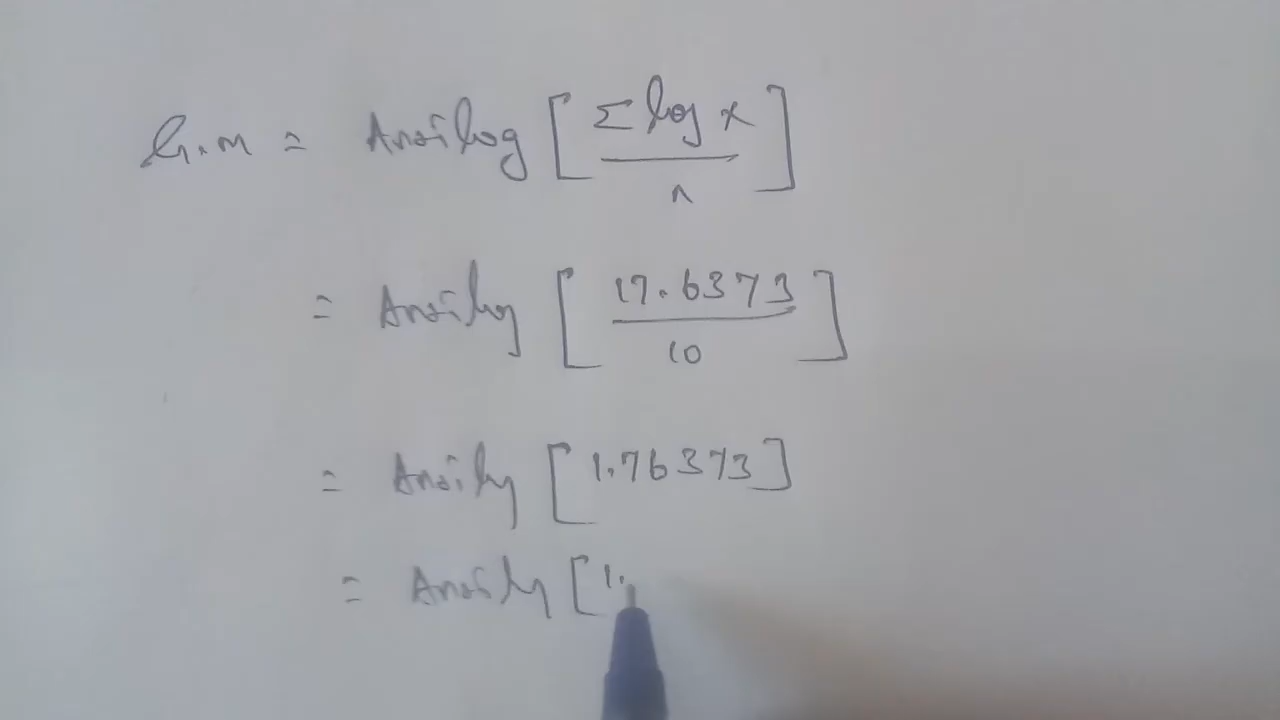 G.M = Antilog [ Σ log x / n ]
= Antilog [ 17.6373 / 10 ]
= Antilog [ 1.76373 ]
= Antilog [ 1.